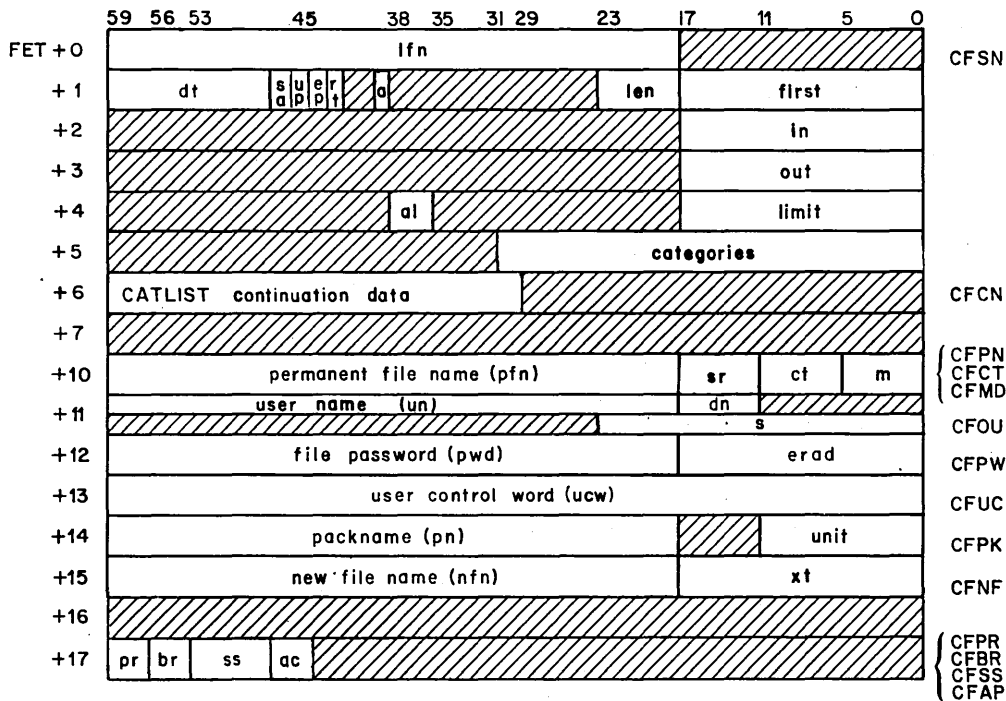 59 56 53 45 38 35 31 29 23 17 11 5 0
FET +0 lfn CFSN
+1 dt sa up ep rt a len first
+2 in
+3 out
+4 al limit
+5 categories
+6 CATLIST continuation data CFCN
+7
+10 permanent file name (pfn) sr ct m CFPN
CFCT
CFMD
+11 user name (un) dn
s CFOU
+12 file password (pwd) erad CFPW
+13 user control word (ucw) CFUC
+14 packname (pn) unit CFPK
+15 new file name (nfn) xt CFNF
+16
+17 pr br ss ac CFPR
CFBR
CFSS
CFAP